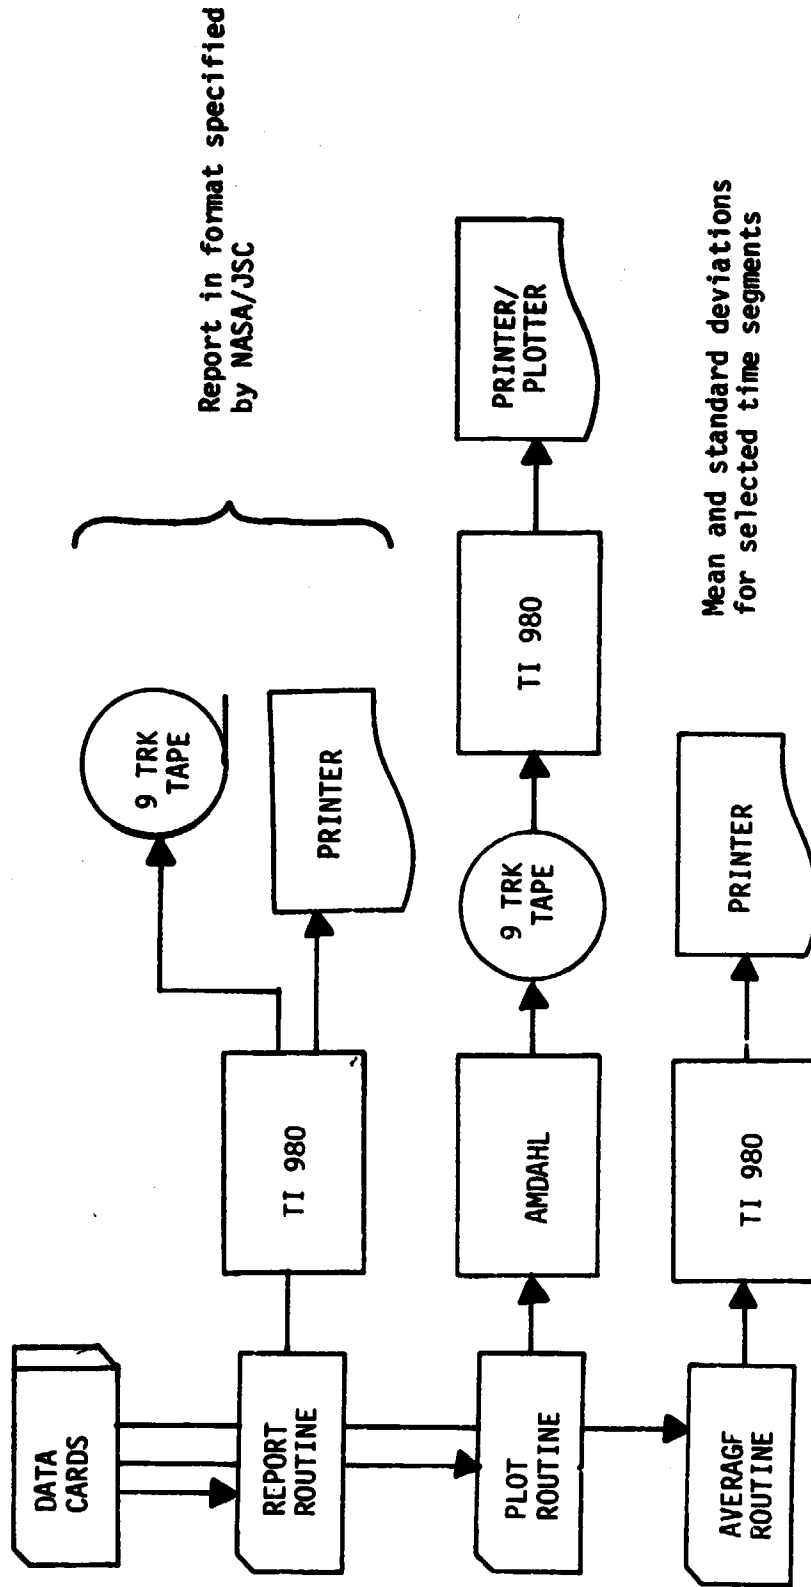 DATA
CARDS
REPORT
ROUTINE
TI 980
9 TRK
TAPE
PRINTER
Report in format specified
by NASA/JSC
PLOT
ROUTINE
AMDAHL
9 TRK
TAPE
TI 980
PRINTER/
PLOTTER
AVERAGF
ROUTINE
TI 980
PRINTER
Mean and standard deviations
for selected time segments